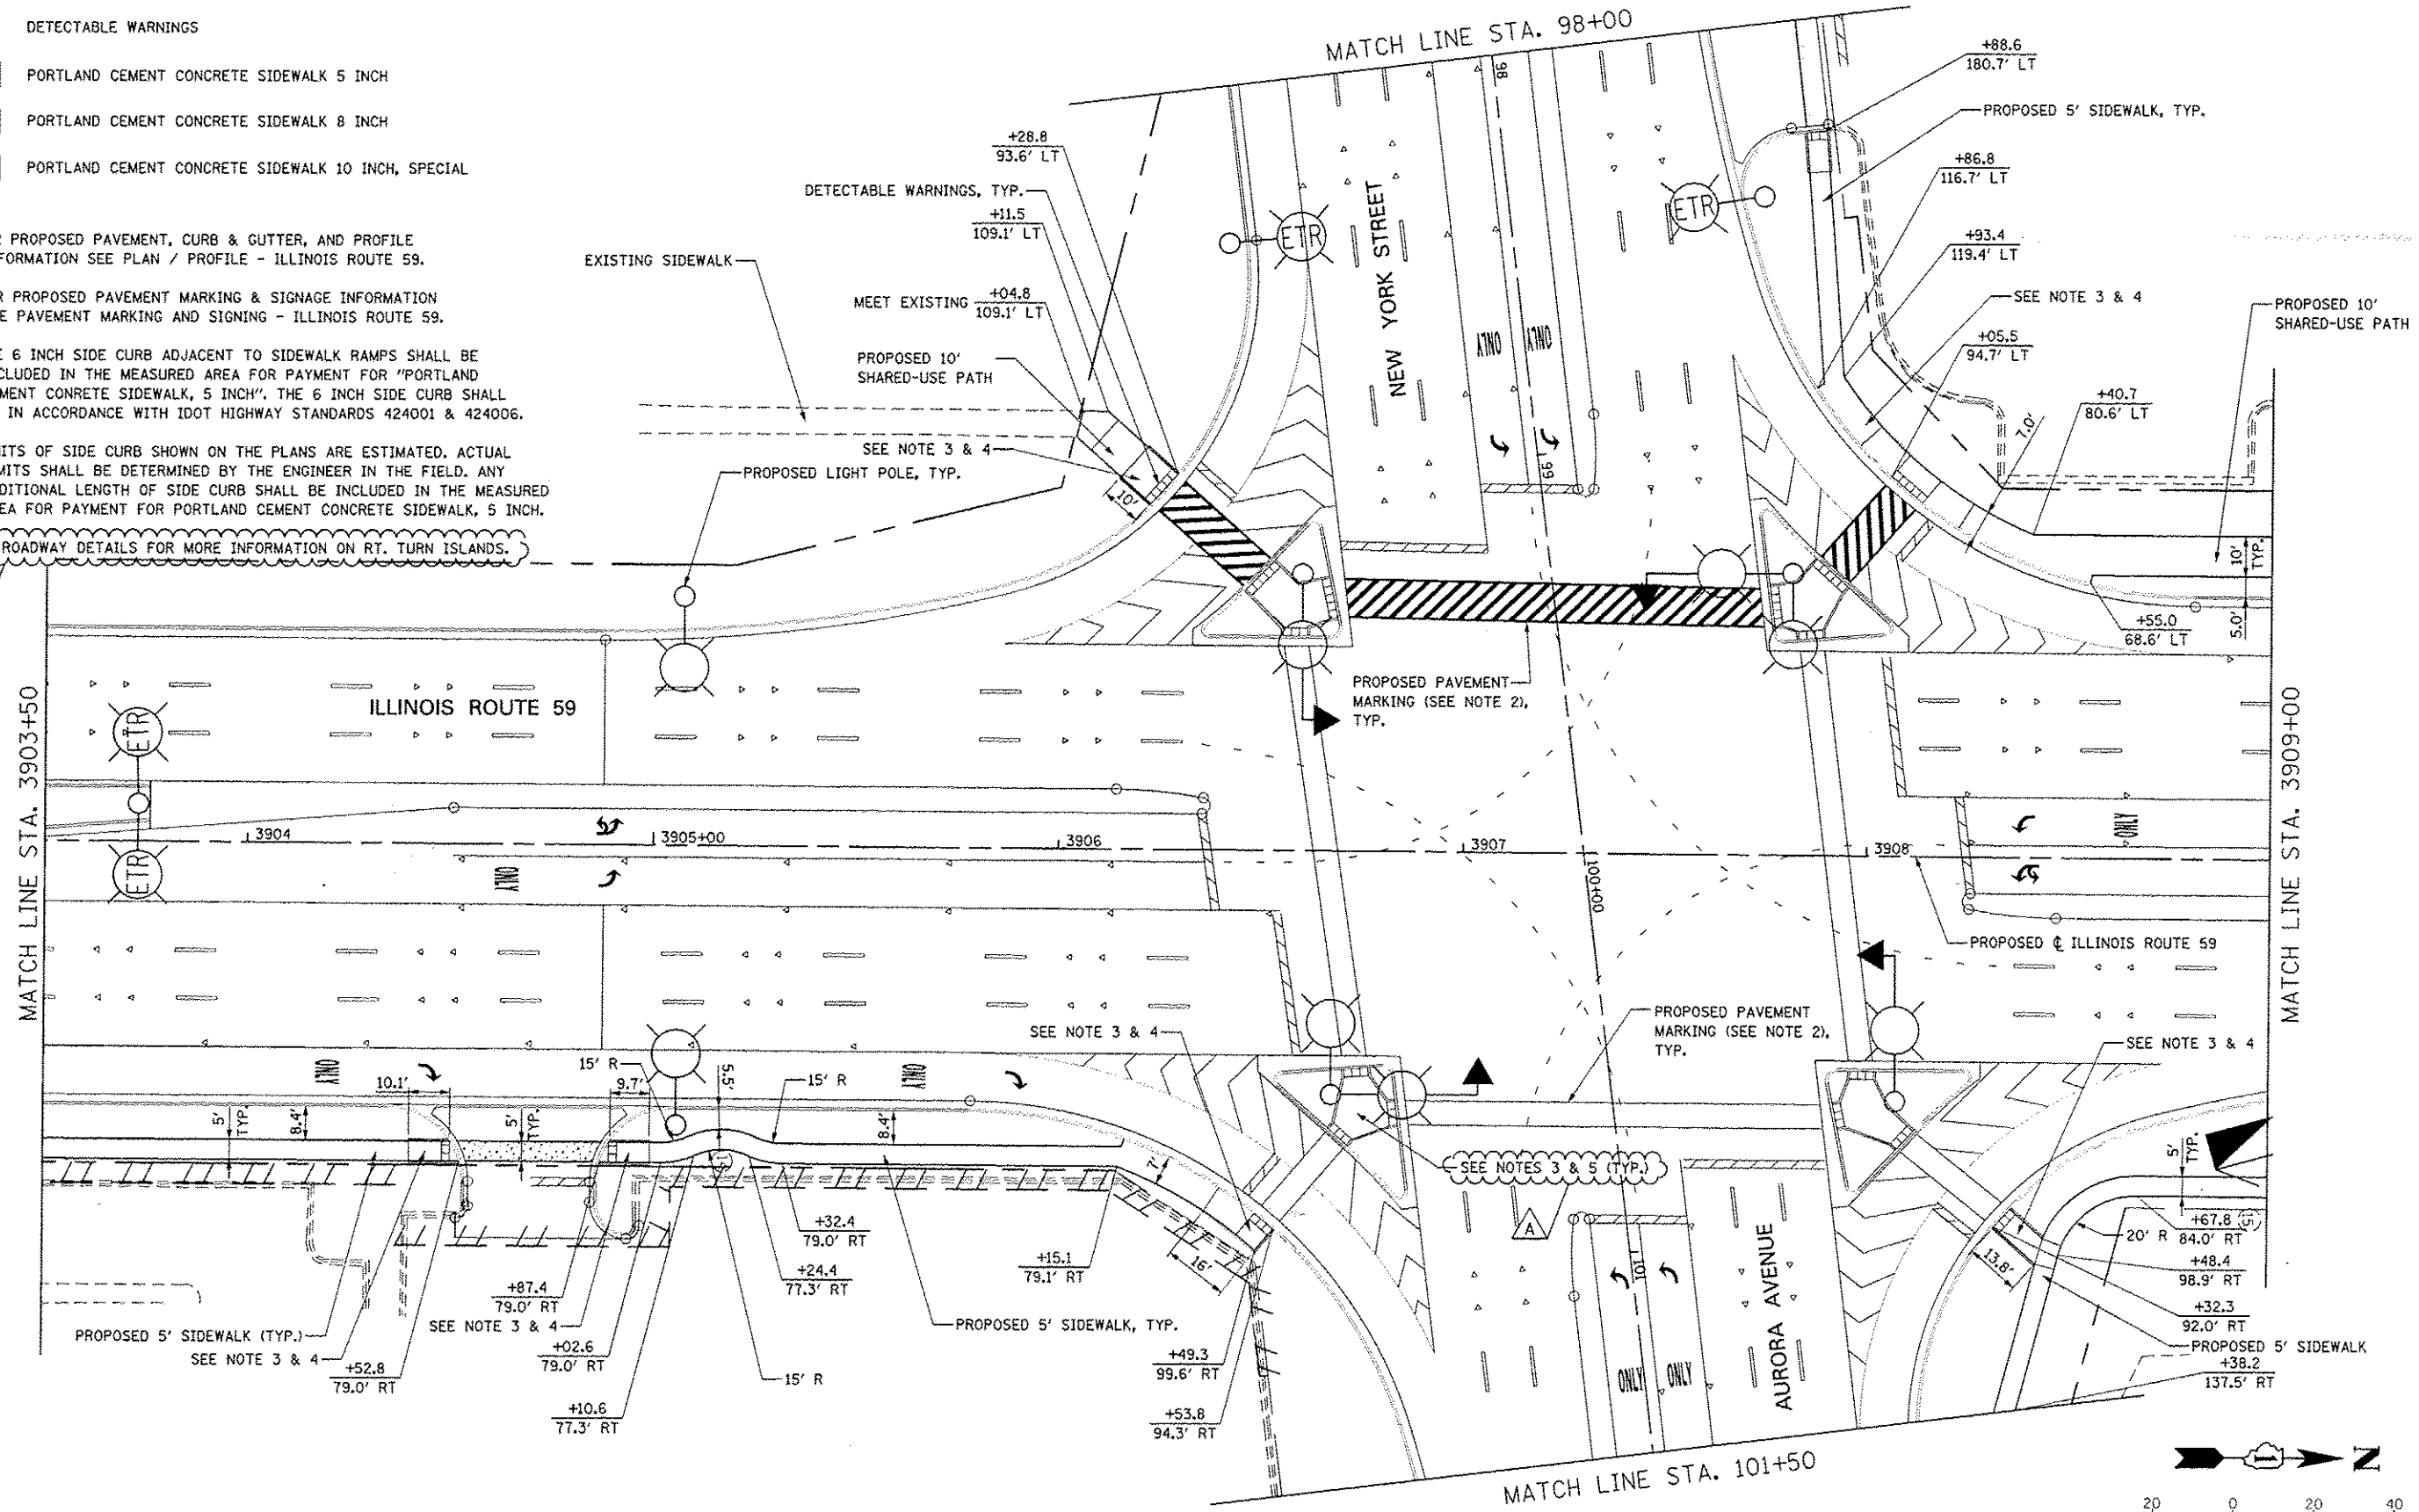 DETECTABLE WARNINGS
PORTLAND CEMENT CONCRETE SIDEWALK 5 INCH
PORTLAND CEMENT CONCRETE SIDEWALK 8 INCH
PORTLAND CEMENT CONCRETE SIDEWALK 10 INCH, SPECIAL
PROPOSED PAVEMENT, CURB & GUTTER, AND PROFILE
FORMATION SEE PLAN / PROFILE - ILLINOIS ROUTE 59.
R PROPOSED PAVEMENT MARKING & SIGNAGE INFORMATION
E PAVEMENT MARKING AND SIGNING - ILLINOIS ROUTE 59.
E 6 INCH SIDE CURB ADJACENT TO SIDEWALK RAMPS SHALL BE
CLUDED IN THE MEASURED AREA FOR PAYMENT FOR "PORTLAND
MENT CONRETE SIDEWALK, 5 INCH". THE 6 INCH SIDE CURB SHALL
IN ACCORDANCE WITH IDOT HIGHWAY STANDARDS 424001 & 424006.
ITS OF SIDE CURB SHOWN ON THE PLANS ARE ESTIMATED. ACTUAL
MITS SHALL BE DETERMINED BY THE ENGINEER IN THE FIELD. ANY
DITIONAL LENGTH OF SIDE CURB SHALL BE INCLUDED IN THE MEASURED
EA FOR PAYMENT FOR PORTLAND CEMENT CONCRETE SIDEWALK, 5 INCH.
ROADWAY DETAILS FOR MORE INFORMATION ON RT. TURN ISLANDS.
MATCH LINE STA. 98+00
98
+88.6
180.7' LT
PROPOSED 5' SIDEWALK, TYP.
+86.8
116.7' LT
+93.4
119.4' LT
SEE NOTE 3 & 4
+05.5
94.7' LT
PROPOSED 10'
SHARED-USE PATH
+40.7
80.6' LT
7.0'
10'
TYP.
5.0'
+55.0
68.6' LT
+28.8
93.6' LT
DETECTABLE WARNINGS, TYP.
+11.5
109.1' LT
EXISTING SIDEWALK
MEET EXISTING
+04.8
109.1' LT
PROPOSED 10'
SHARED-USE PATH
SEE NOTE 3 & 4
PROPOSED LIGHT POLE, TYP.
10'
ETR
ETR
NEW YORK STREET
ONLY
ONLY
99
MATCH LINE STA. 3903+50
ILLINOIS ROUTE 59
ETR
ETR
PROPOSED PAVEMENT
MARKING (SEE NOTE 2),
TYP.
MATCH LINE STA. 3909+00
3904
3905+00
3906
3907
3908
100+00
ONLY
ONLY
PROPOSED ℄ ILLINOIS ROUTE 59
PROPOSED PAVEMENT
MARKING (SEE NOTE 2),
TYP.
SEE NOTE 3 & 4
SEE NOTE 3 & 4
ONLY
ONLY
10.1'
15' R
9.7'
5.5'
15' R
5'
TYP.
8.4'
5'
TYP.
8.4'
7'
SEE NOTES 3 & 5 (TYP.)
A
16'
13.8'
5'
TYP.
20' R
+67.8
84.0' RT
15
+48.4
98.9' RT
+32.3
92.0' RT
PROPOSED 5' SIDEWALK
+38.2
137.5' RT
+32.4
79.0' RT
+24.4
77.3' RT
+15.1
79.1' RT
+87.4
79.0' RT
SEE NOTE 3 & 4
PROPOSED 5' SIDEWALK (TYP.)
SEE NOTE 3 & 4
+52.8
79.0' RT
+02.6
79.0' RT
+10.6
77.3' RT
15' R
PROPOSED 5' SIDEWALK, TYP.
+49.3
99.6' RT
+53.8
94.3' RT
101
ONLY
ONLY
AURORA AVENUE
MATCH LINE STA. 101+50
N
20
0
20
40